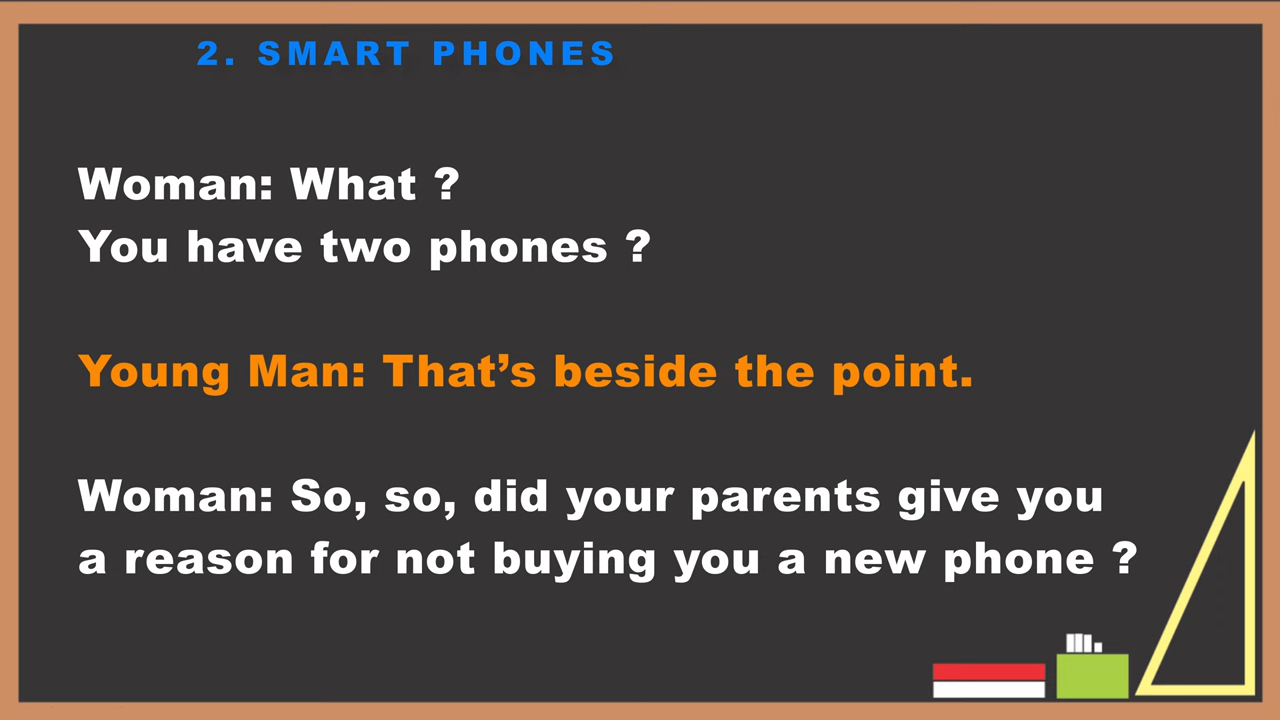 2. SMART PHONES
Woman: What ?
You have two phones ?
Young Man: That’s beside the point.
Woman: So, so, did your parents give you
a reason for not buying you a new phone ?